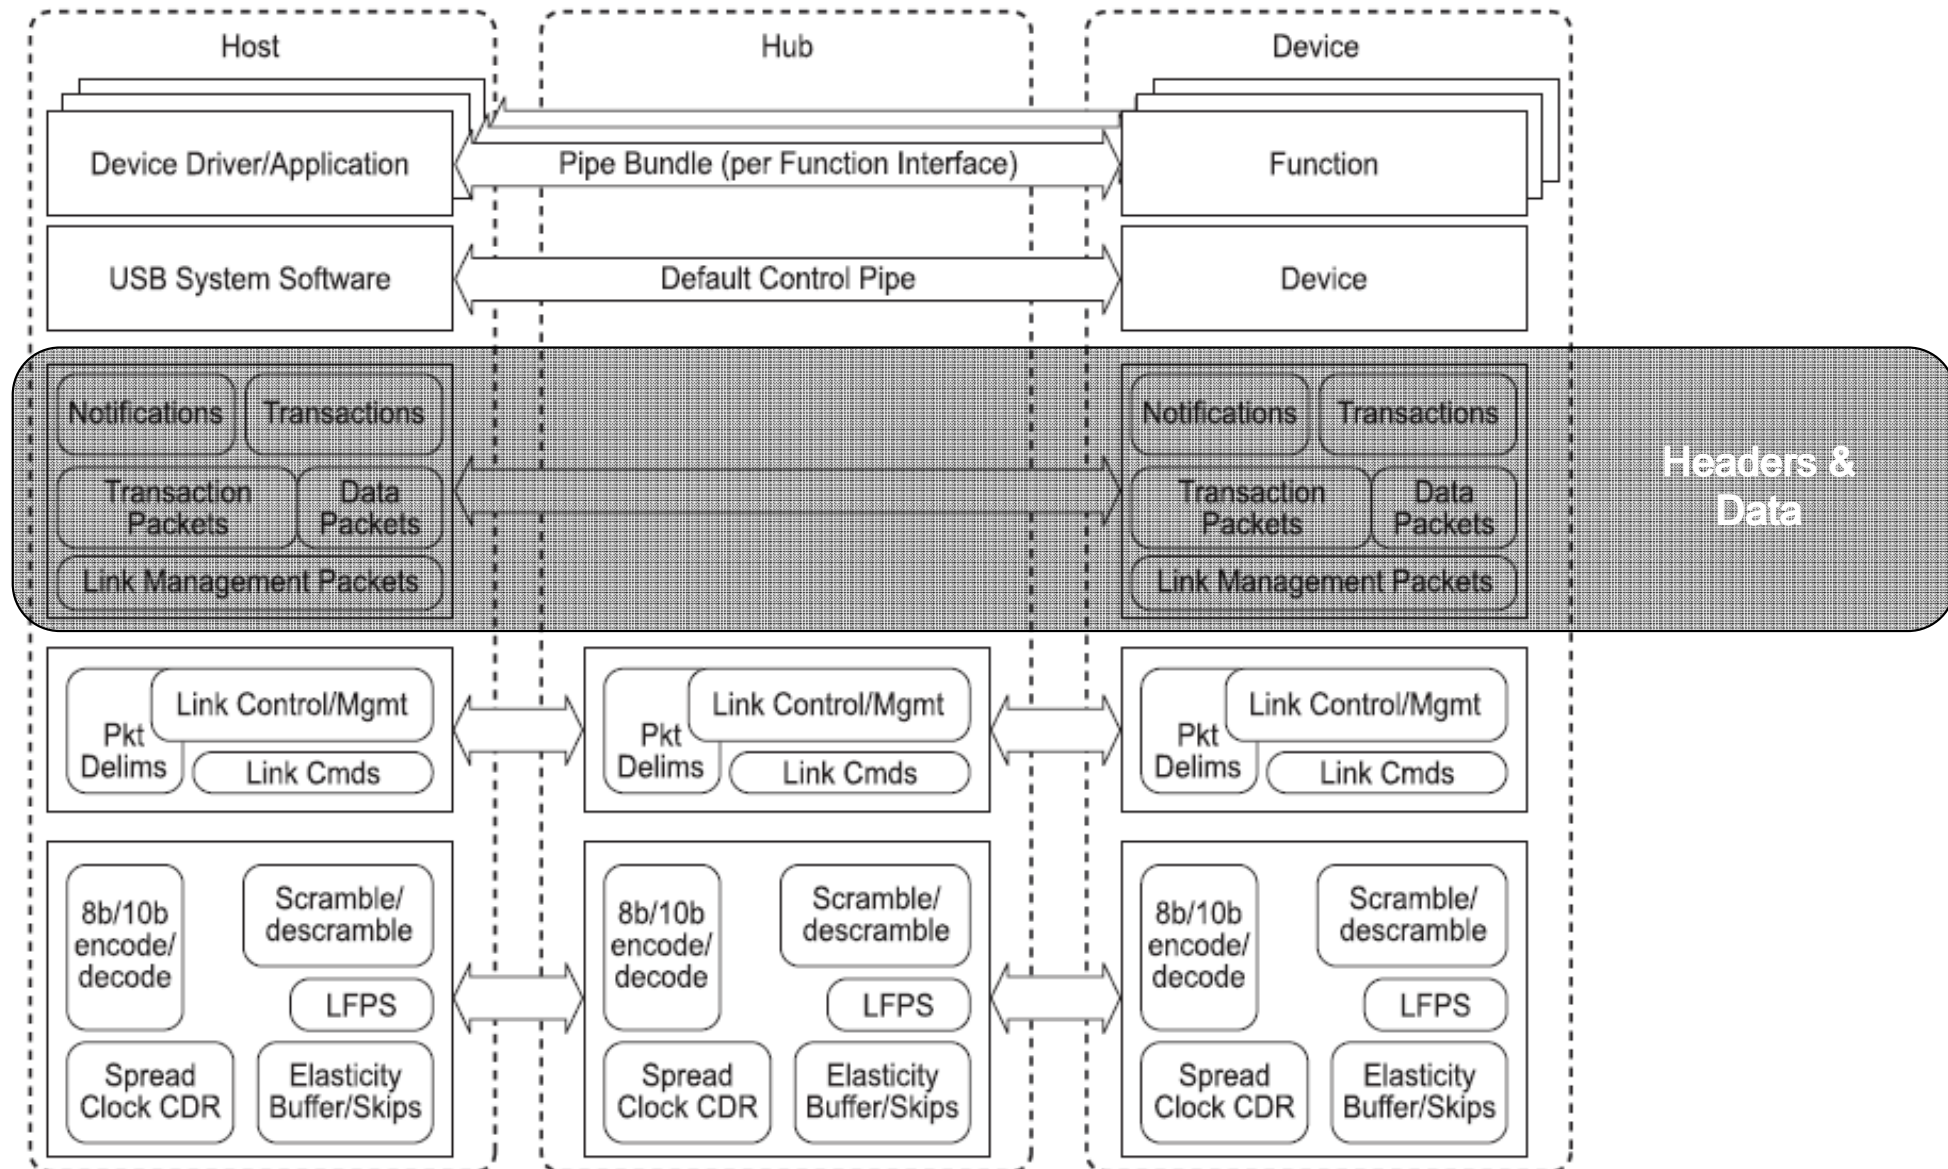 Host
Hub
Device
Device Driver/Application
Pipe Bundle (per Function Interface)
Function
USB System Software
Default Control Pipe
Device
Notifications
Transactions
Transaction
Packets
Data
Packets
Link Management Packets
Notifications
Transactions
Transaction
Packets
Data
Packets
Link Management Packets
Headers &
Data
Link Control/Mgmt
Pkt
Delims
Link Cmds
Link Control/Mgmt
Pkt
Delims
Link Cmds
Link Control/Mgmt
Pkt
Delims
Link Cmds
8b/10b
encode/
decode
Scramble/
descramble
LFPS
Spread
Clock CDR
Elasticity
Buffer/Skips
8b/10b
encode/
decode
Scramble/
descramble
LFPS
Spread
Clock CDR
Elasticity
Buffer/Skips
8b/10b
encode/
decode
Scramble/
descramble
LFPS
Spread
Clock CDR
Elasticity
Buffer/Skips